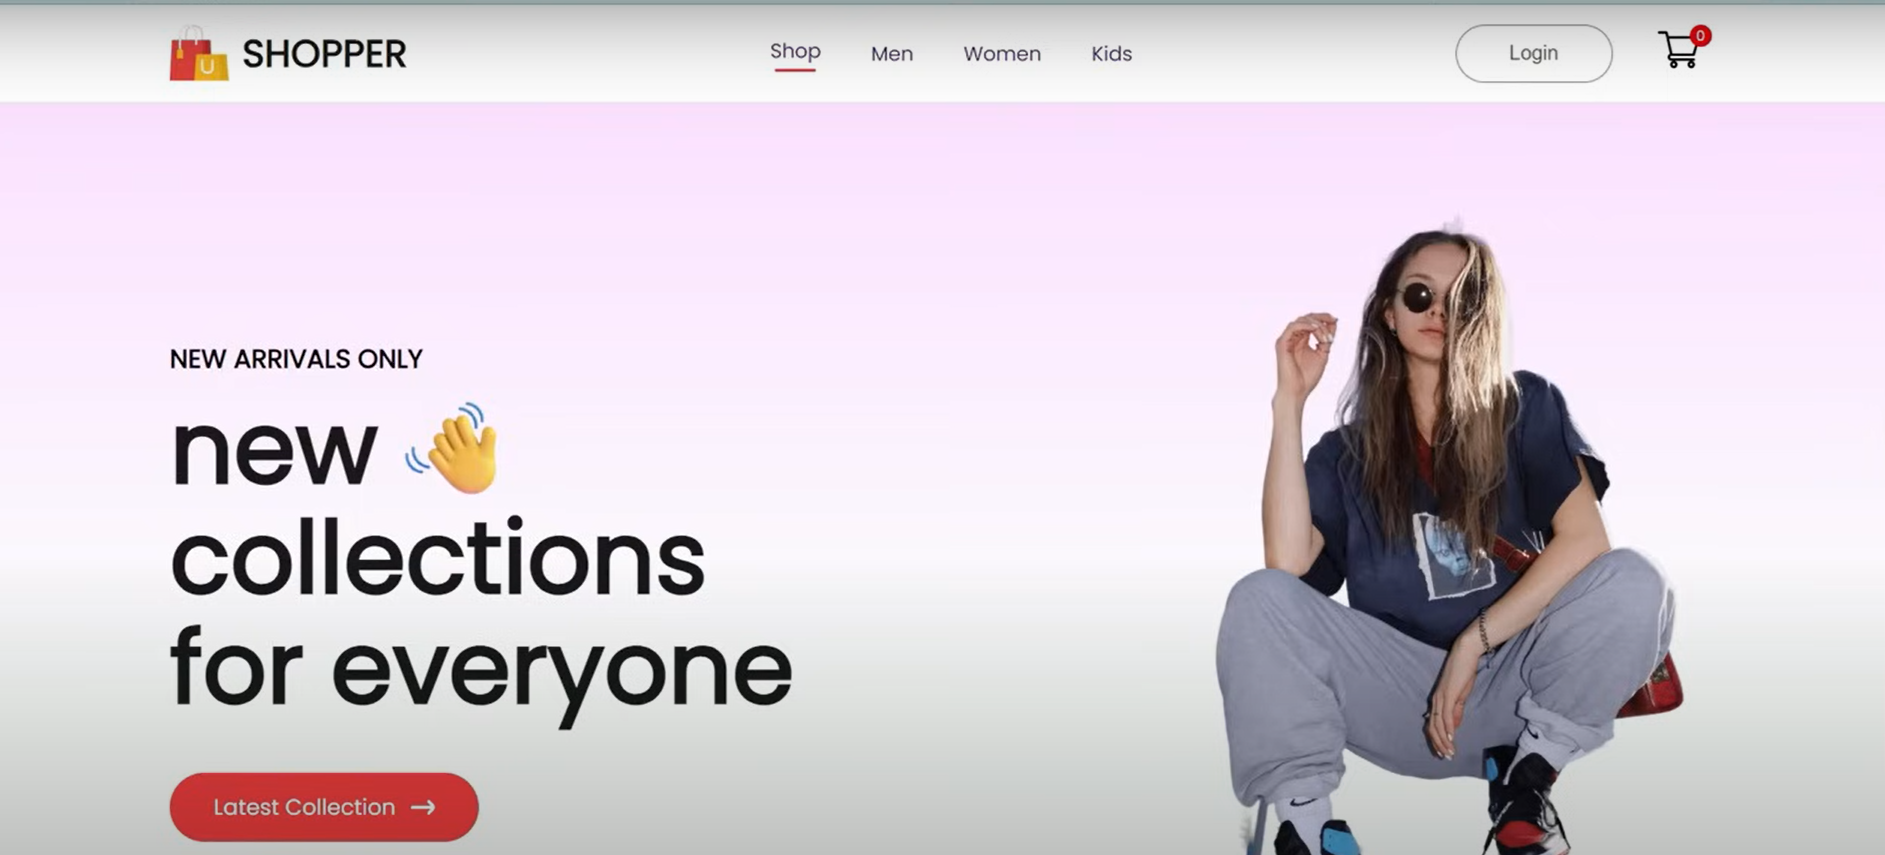 SHOPPER
Shop Men Women Kids
Login
0
NEW ARRIVALS ONLY
new
collections
for everyone
Latest Collection →